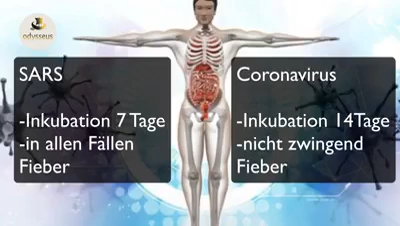 odysseus
SARS
-Inkubation 7 Tage
-in allen Fällen
Fieber
Coronavirus
-Inkubation 14Tage
-nicht zwingend
Fieber